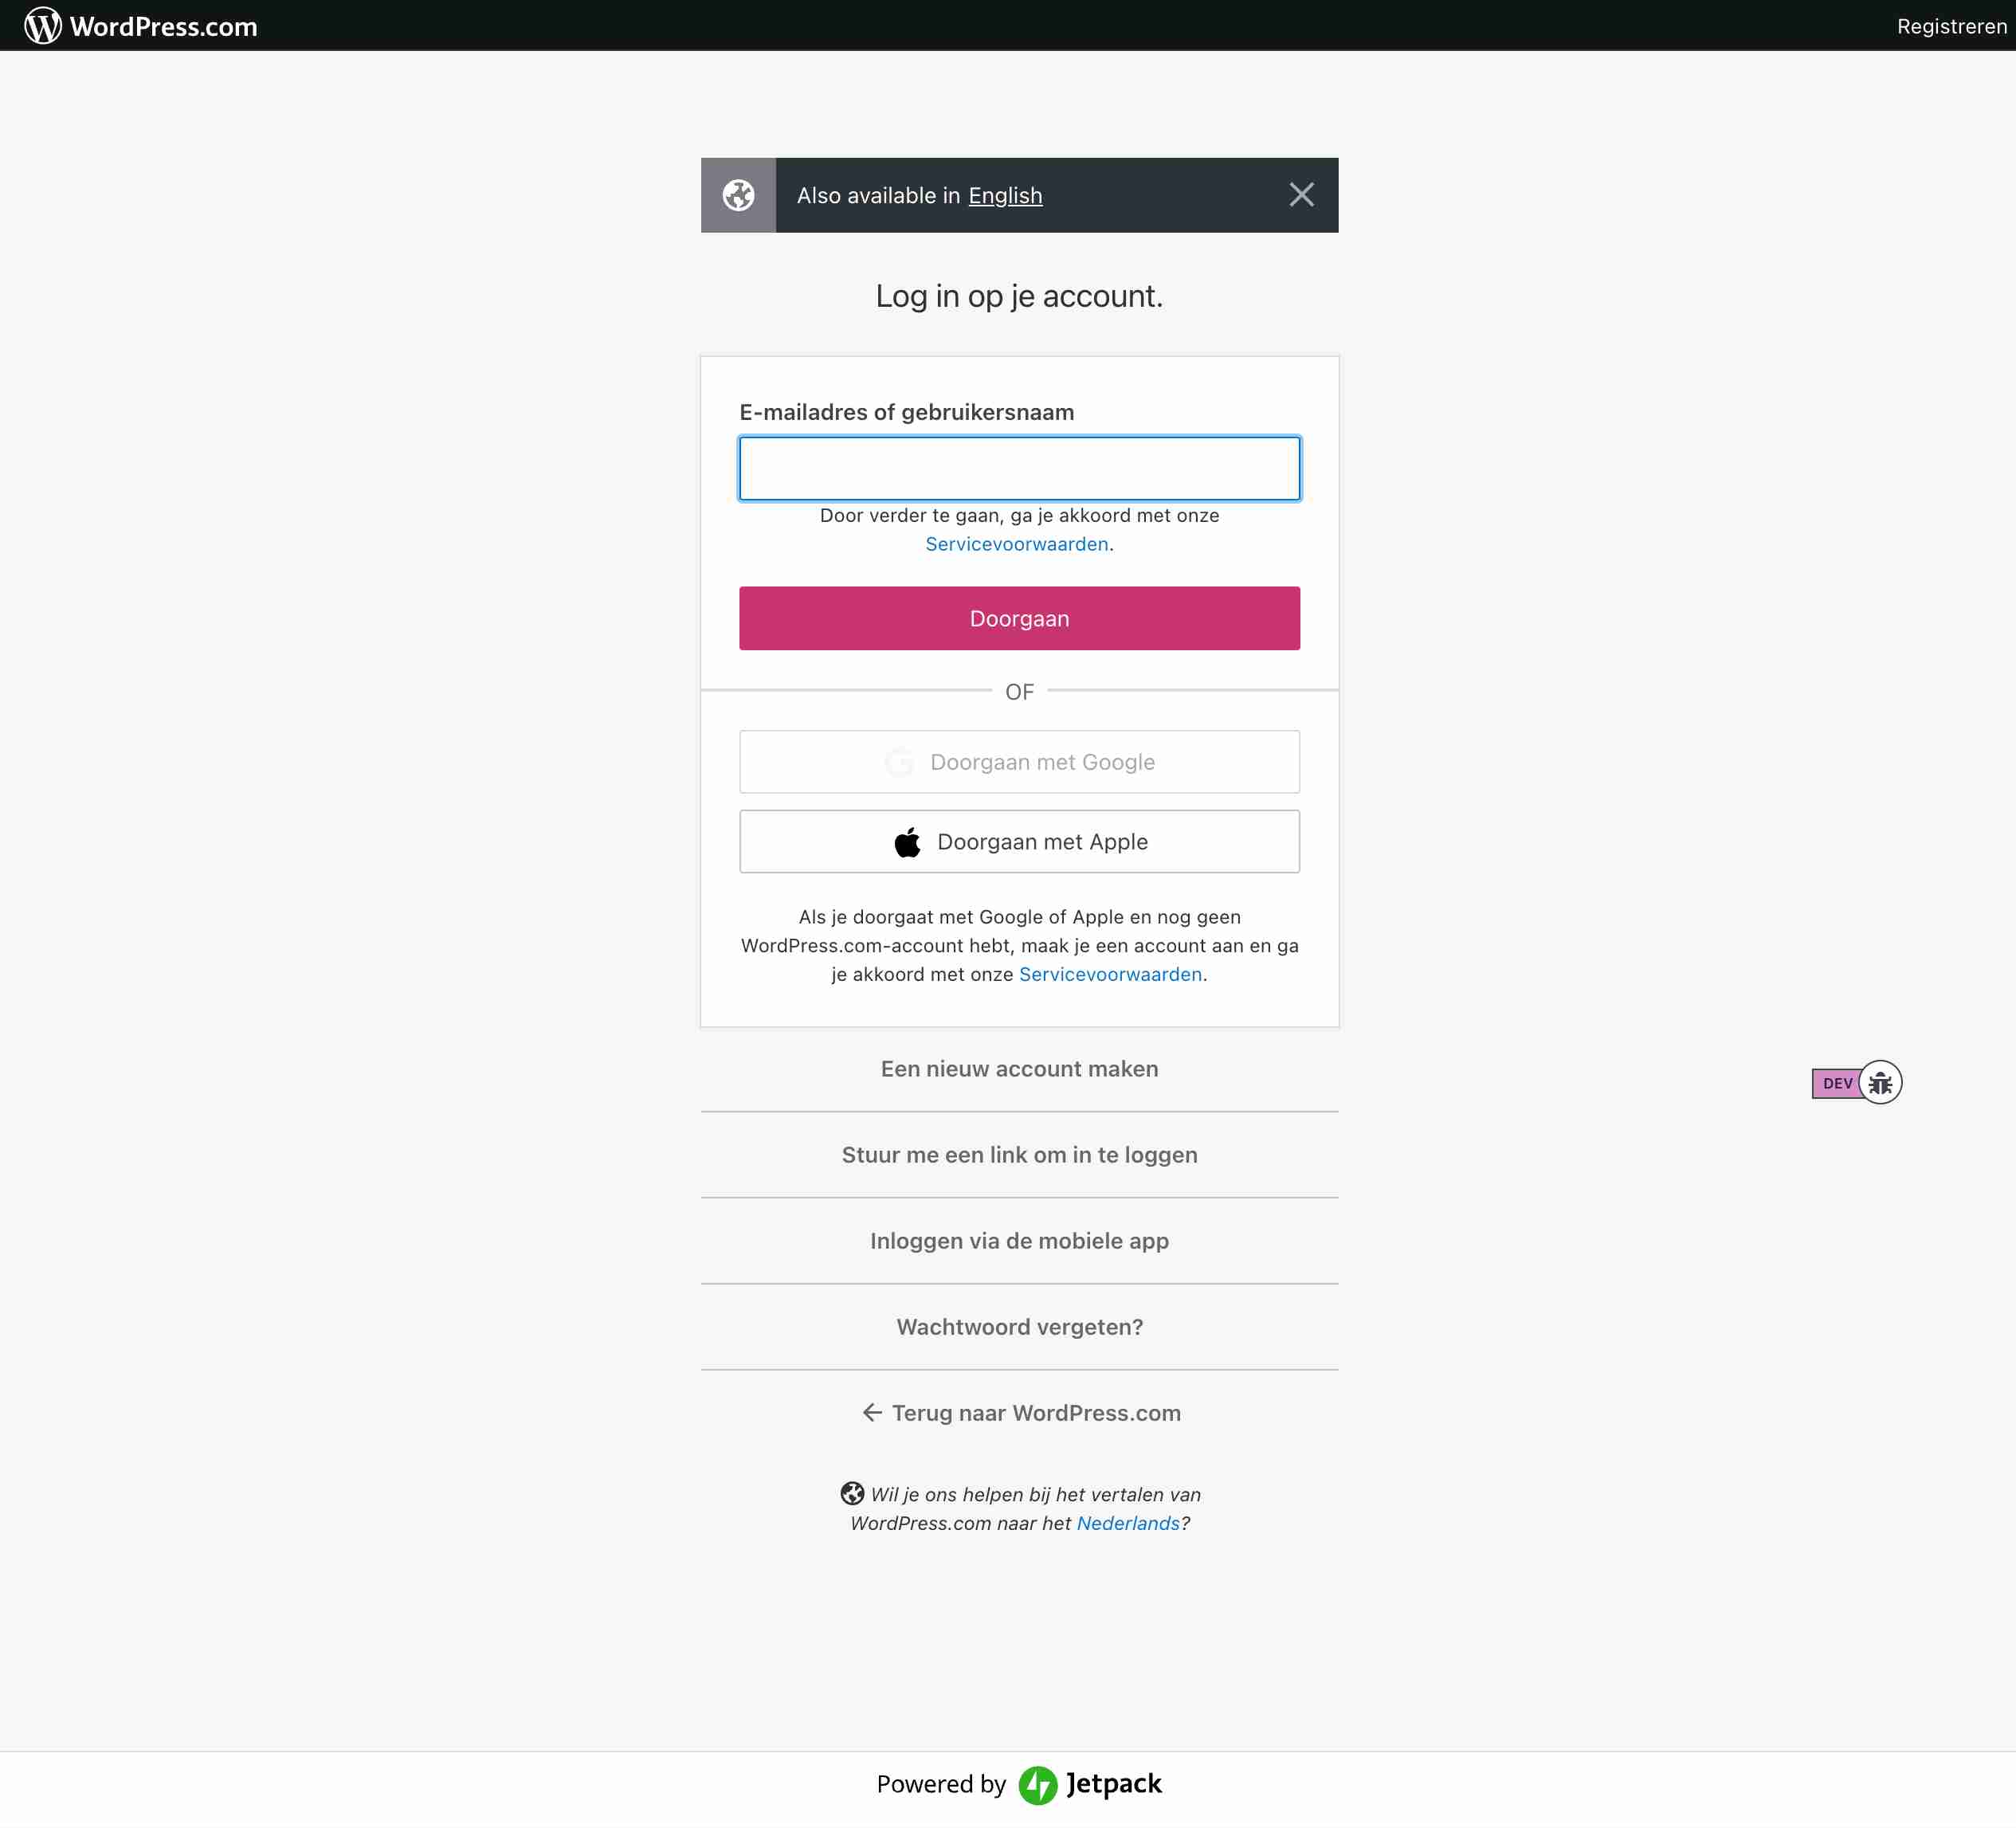 WordPress.com
Registreren
Also available in English
Log in op je account.
E-mailadres of gebruikersnaam
Door verder te gaan, ga je akkoord met onze
Servicevoorwaarden.
Doorgaan
OF
Doorgaan met Google
Doorgaan met Apple
Als je doorgaat met Google of Apple en nog geen
WordPress.com-account hebt, maak je een account aan en ga
je akkoord met onze Servicevoorwaarden.
Een nieuw account maken
DEV
Stuur me een link om in te loggen
Inloggen via de mobiele app
Wachtwoord vergeten?
← Terug naar WordPress.com
Wil je ons helpen bij het vertalen van
WordPress.com naar het Nederlands?
Powered by Jetpack